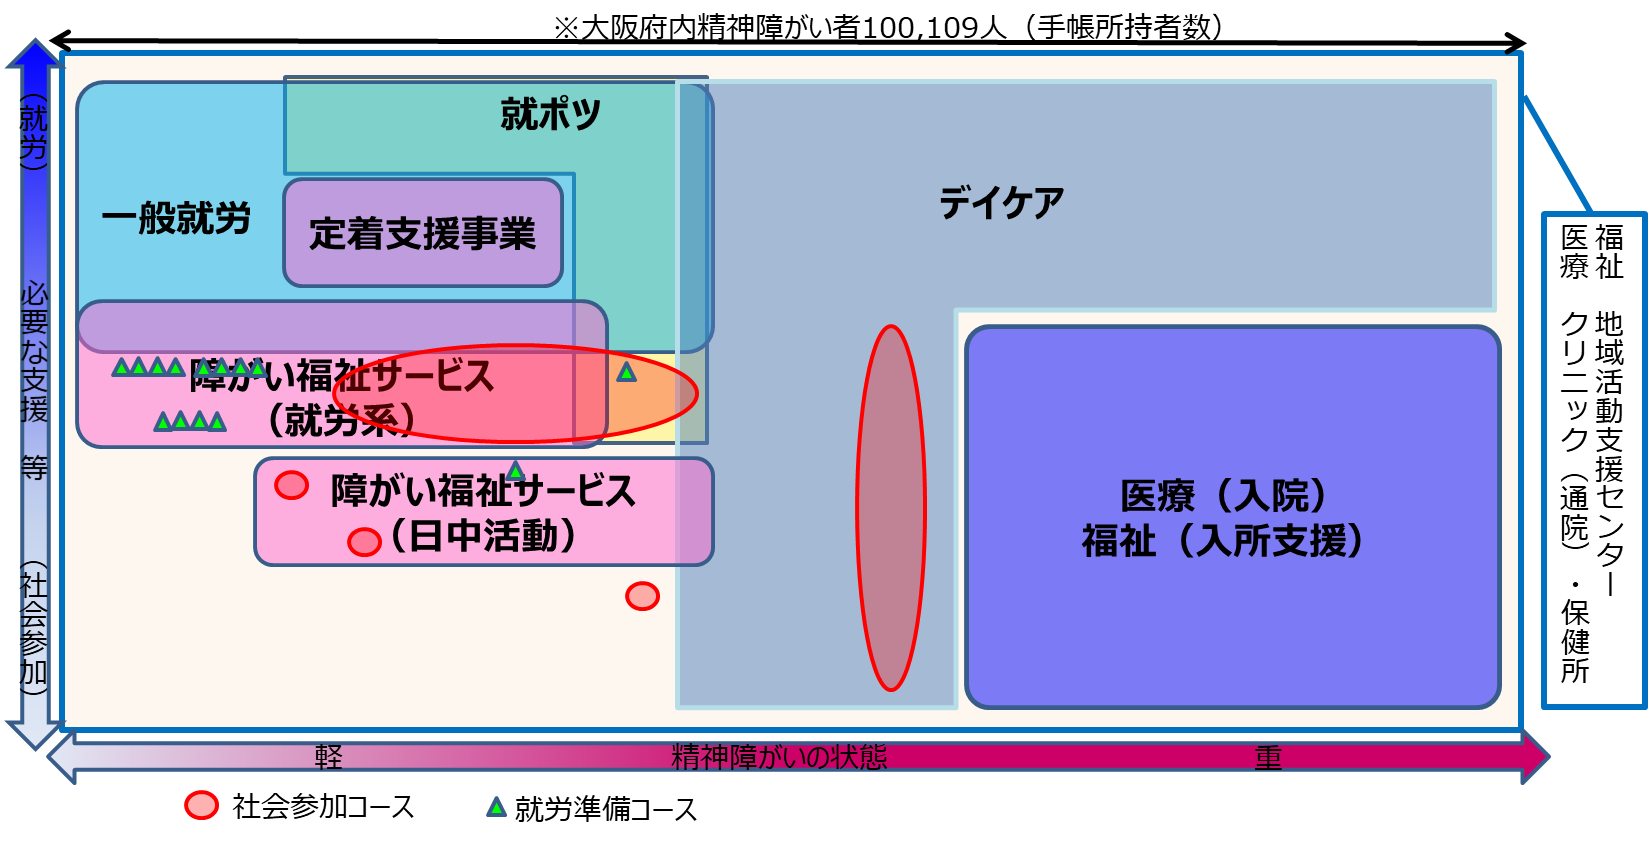 ※大阪府内精神障がい者100,109人（手帳所持者数）
（就労）
必要な支援　等
（社会参加）
就ポツ
一般就労
定着支援事業
デイケア
障がい福祉サービス
（就労系）
障がい福祉サービス
（日中活動）
医療（入院）
福祉（入所支援）
福祉　地域活動支援センター
医療　クリニック（通院）・保健所
軽
精神障がいの状態
重
社会参加コース
就労準備コース